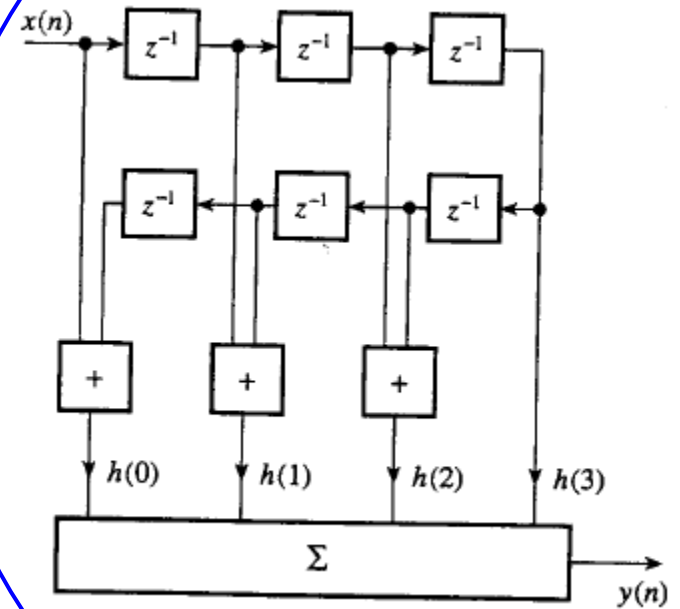 x(n)
z⁻¹ z⁻¹ z⁻¹
z⁻¹ z⁻¹ z⁻¹
+ + +
h(0) h(1) h(2) h(3)
Σ
y(n)